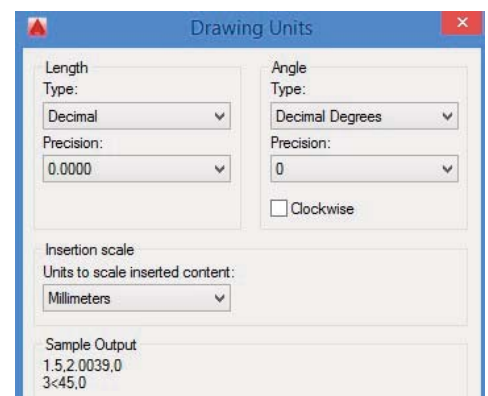 Drawing Units
Length
Type:
Decimal
Precision:
0.0000
Angle
Type:
Decimal Degrees
Precision:
0
Clockwise
Insertion scale
Units to scale inserted content:
Millimeters
Sample Output
1.5,2.0039,0
3<45,0